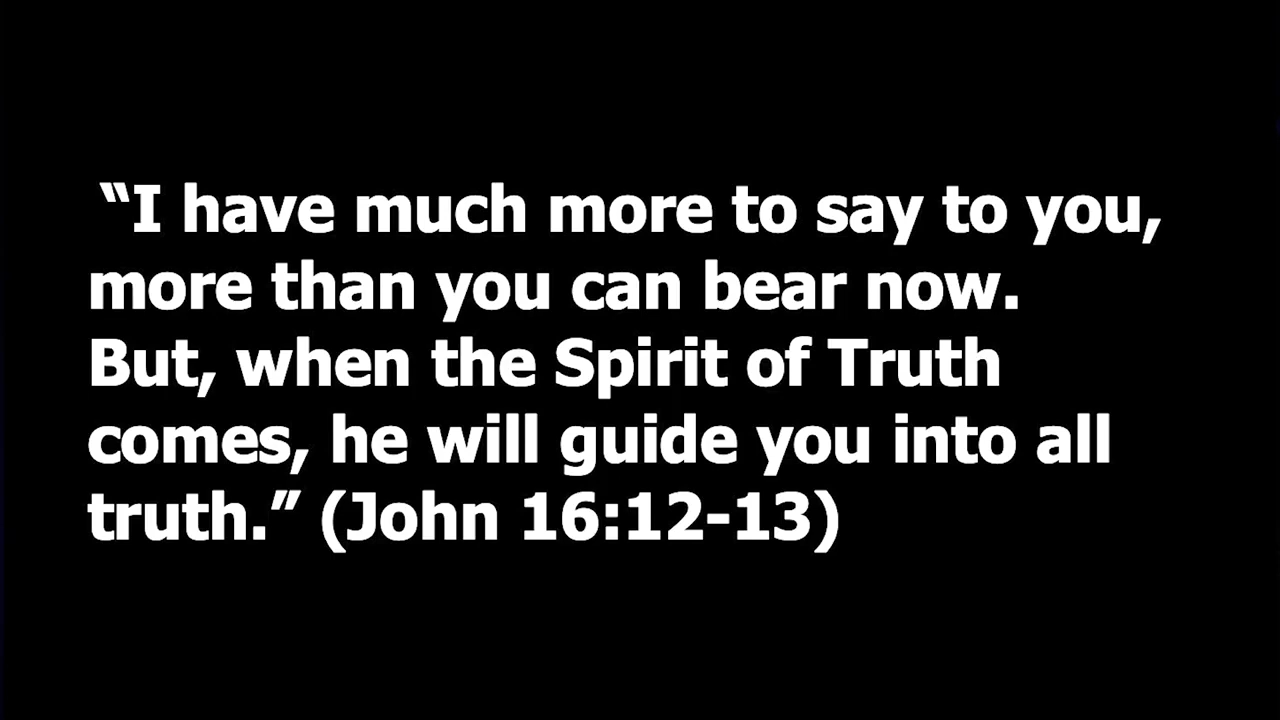 “I have much more to say to you,
more than you can bear now.
But, when the Spirit of Truth
comes, he will guide you into all
truth.” (John 16:12-13)